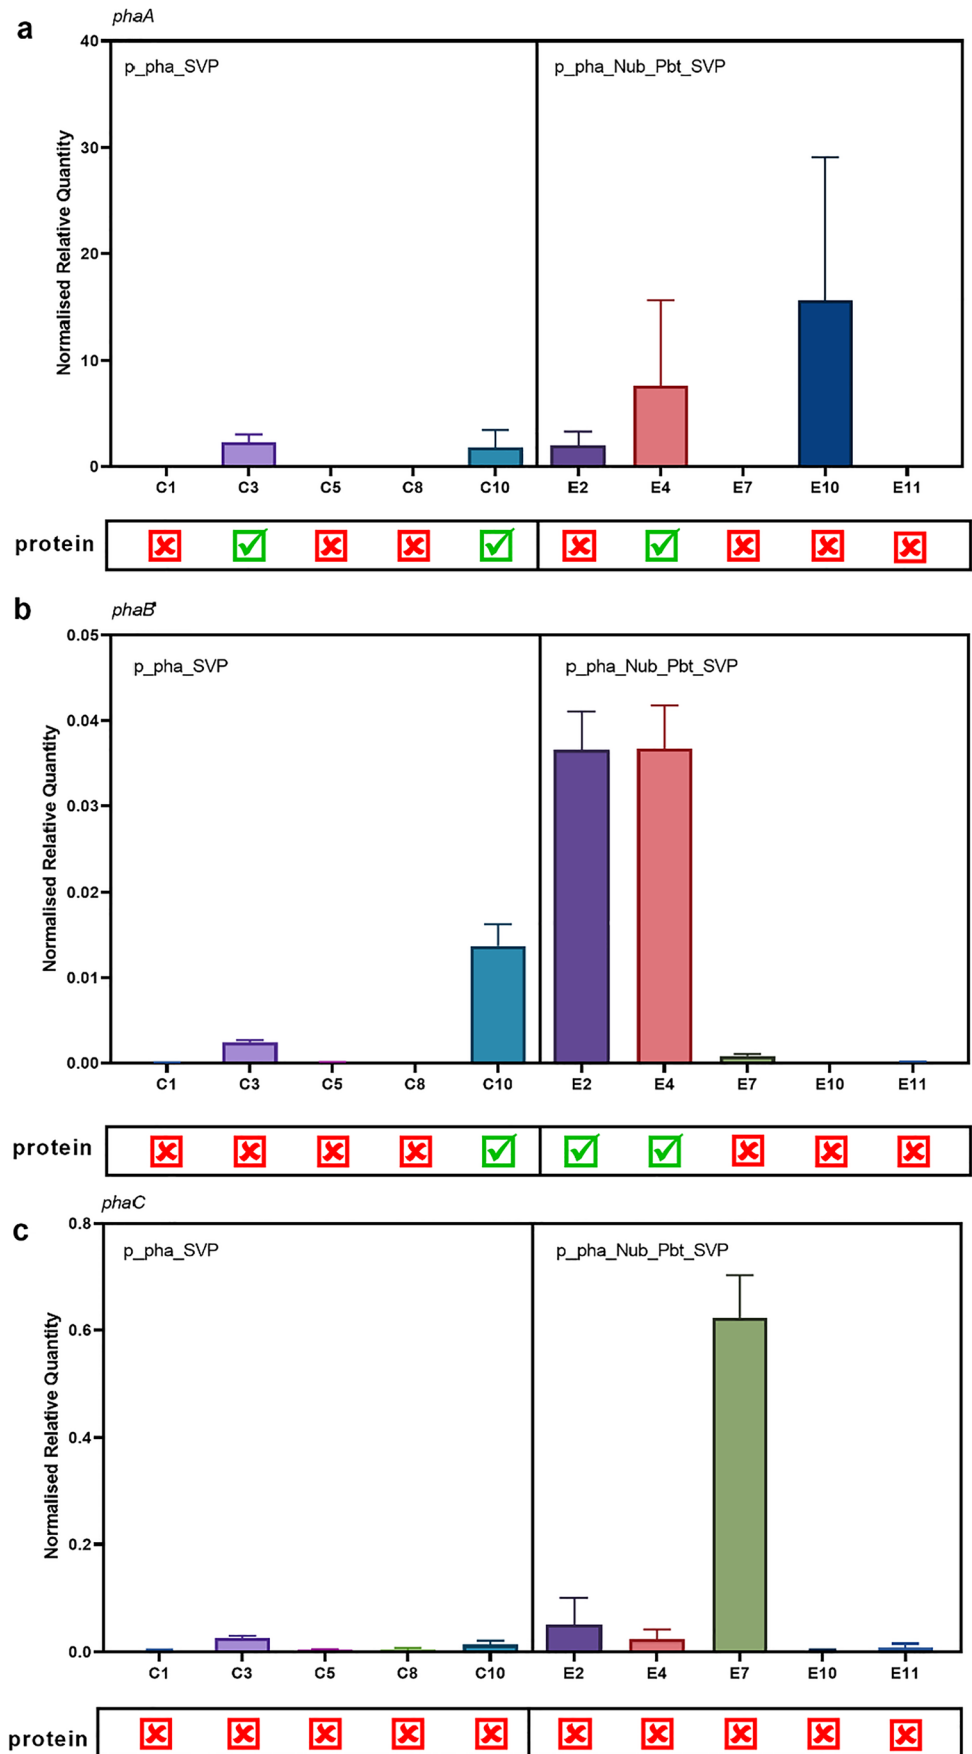 a
phaA
40
p_pha_SVP
p_pha_Nub_Pbt_SVP
30
20
10
0
Normalised Relative Quantity
C1 C3 C5 C8 C10 E2 E4 E7 E10 E11
protein
b
phaB
0.05
p_pha_SVP
p_pha_Nub_Pbt_SVP
0.04
0.03
0.02
0.01
0.00
Normalised Relative Quantity
C1 C3 C5 C8 C10 E2 E4 E7 E10 E11
protein
phaC
c
0.8
p_pha_SVP
p_pha_Nub_Pbt_SVP
0.6
0.4
0.2
0.0
Normalised Relative Quantity
C1 C3 C5 C8 C10 E2 E4 E7 E10 E11
protein